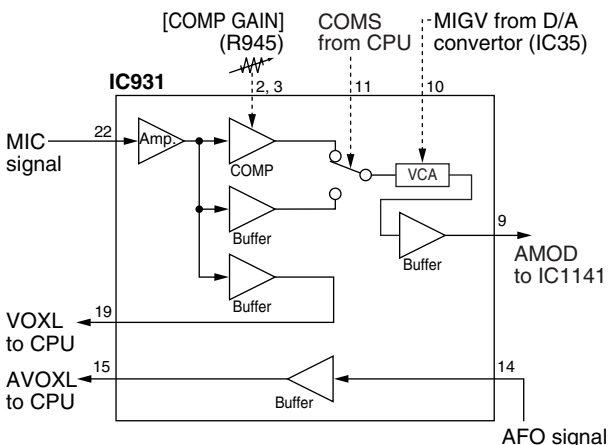 [COMP GAIN]
(R945)
COMS
from CPU
MIGV from D/A
convertor (IC35)
IC931
2, 3
11
10
MIC
signal
22
Amp.
COMP
VCA
Buffer
Buffer
9
AMOD
to IC1141
Buffer
VOXL
to CPU
19
AVOXL
to CPU
15
Buffer
14
AFO signal